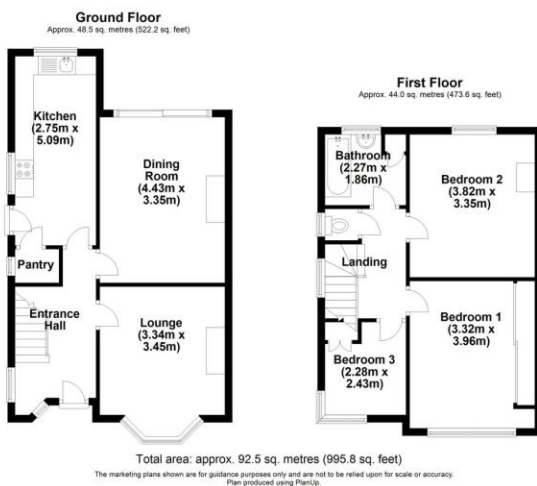 Ground Floor
Approx. 48.5 sq. metres (522.2 sq. feet)
Kitchen
(2.75m x
5.09m)
Dining
Room
(4.43m x
3.35m)
Pantry
Entrance
Hall
Lounge
(3.34m x
3.45m)
First Floor
Approx. 44.0 sq. metres (473.6 sq. feet)
Bathroom
(2.27m x
1.86m)
Bedroom 2
(3.82m x
3.35m)
Landing
Bedroom 1
(3.32m x
3.96m)
Bedroom 3
(2.28m x
2.43m)
Total area: approx. 92.5 sq. metres (995.8 sq. feet)
The marketing plans shown are for guidance purposes only and are not to be relied upon for scale or accuracy.
Plan produced using PlanUp.